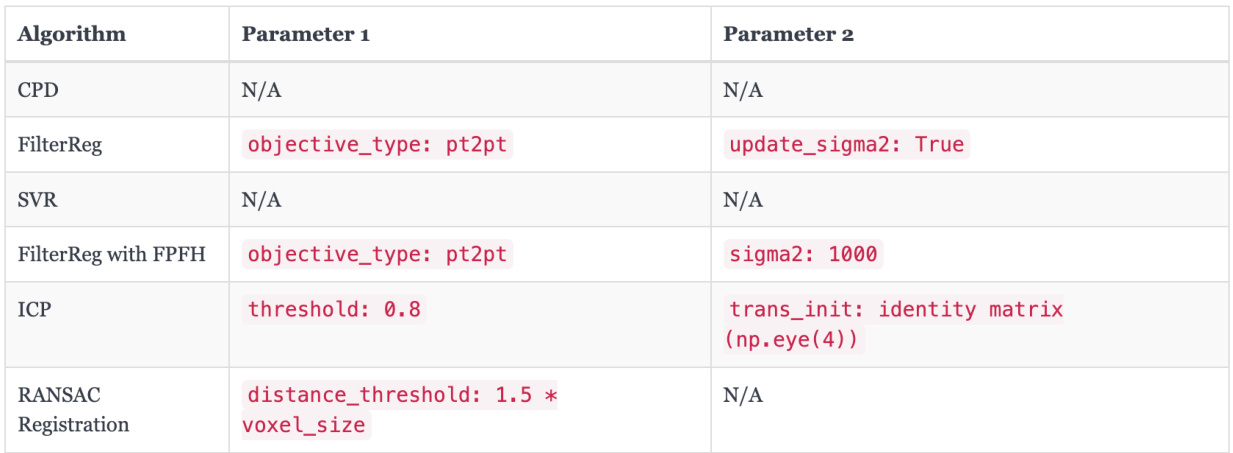 Algorithm Parameter 1 Parameter 2
CPD N/A N/A
FilterReg objective_type: pt2pt update_sigma2: True
SVR N/A N/A
FilterReg with FPFH objective_type: pt2pt sigma2: 1000
ICP threshold: 0.8 trans_init: identity matrix
(np.eye(4))
RANSAC distance_threshold: 1.5 * N/A
Registration voxel_size